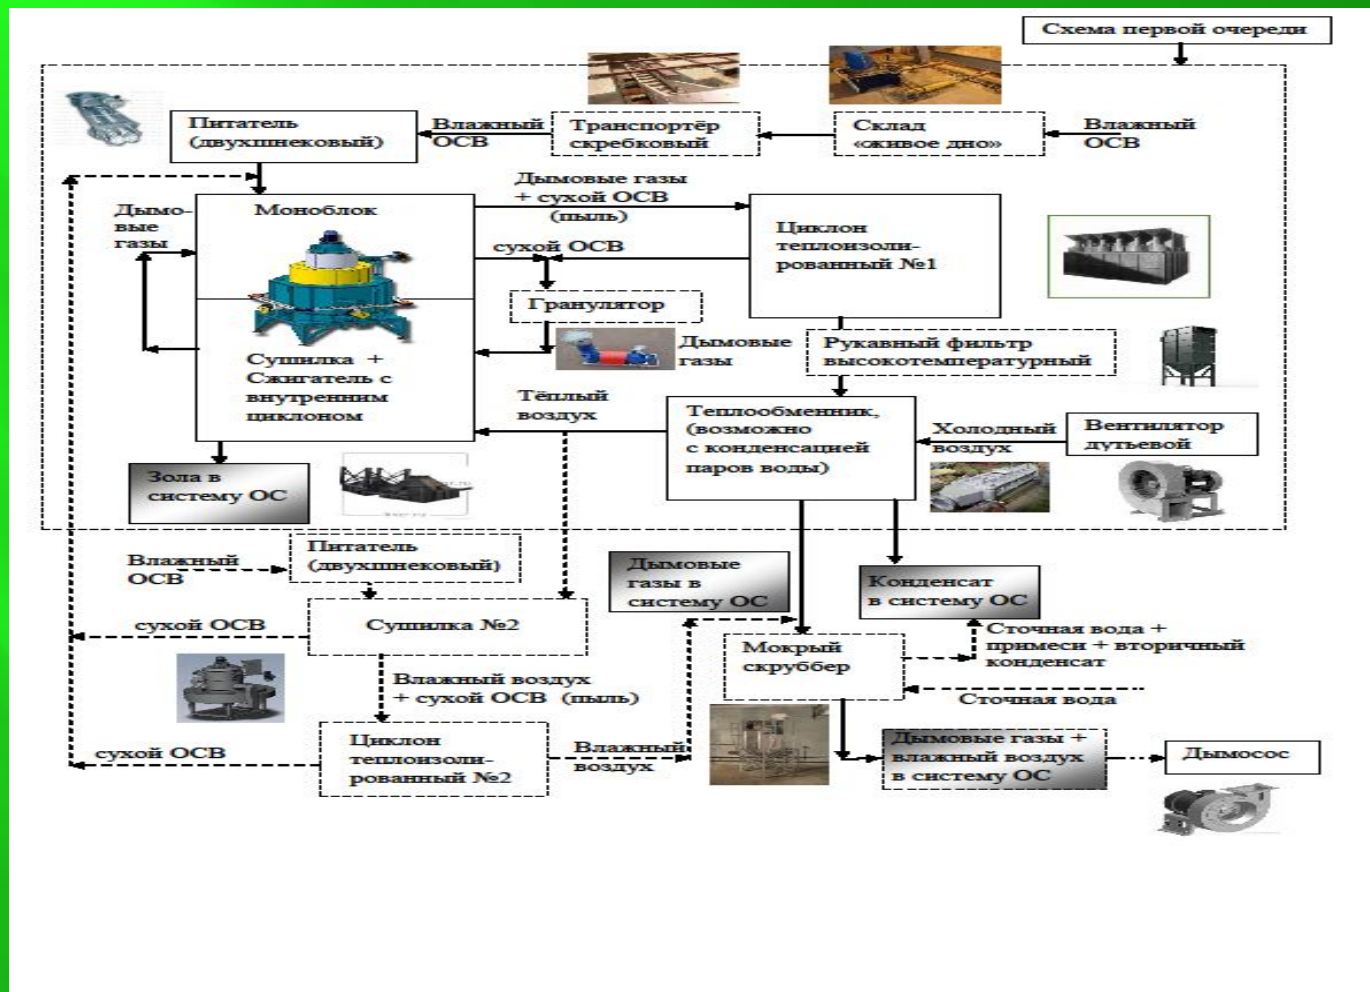 Схема первой очереди
Питатель
(двухшнековый)
Влажный
ОСВ
Транспортёр
скребковый
Склад
«живое дно»
Влажный
ОСВ
Дымо-
вые
газы
Моноблок
Дымовые газы
+ сухой ОСВ
(пыль)
сухой ОСВ
Циклон
теплоизоли-
рованный №1
Гранулятор
Сушилка +
Сжигатель с
внутренним
циклоном
Дымовые
газы
Рукавный фильтр
высокотемпературный
Тёплый
воздух
Теплообменник,
(возможно
с конденсацией
паров воды)
Холодный
воздух
Вентилятор
дутьевой
Зола в
систему ОС
Влажный
ОСВ
Питатель
(двухшнековый)
Дымовые
газы в
систему ОС
Конденсат
в систему ОС
сухой ОСВ
Сушилка №2
Мокрый
скруббер
Сточная вода +
примеси + вторичный
конденсат
Влажный воздух
+ сухой ОСВ (пыль)
Сточная вода
сухой ОСВ
Циклон
теплоизоли-
рованный №2
Влажный
воздух
Дымовые газы +
влажный воздух
в систему ОС
Дымосос